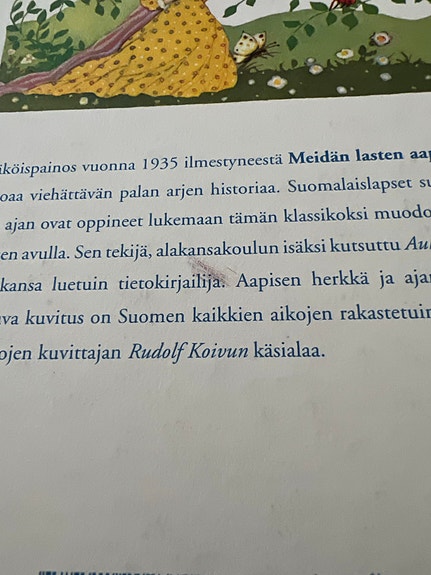 köispainos vuonna 1935 ilmestyneestä Meidän lasten aap
oaa viehättävän palan arjen historiaa. Suomalaislapset su
ajan ovat oppineet lukemaan tämän klassikoksi muodo
en avulla. Sen tekijä, alakansakoulun isäksi kutsuttu Au
kansa luetuin tietokirjailija. Aapisen herkkä ja ajan
va kuvitus on Suomen kaikkien aikojen rakastetuim
ojen kuvittajan Rudolf Koivun käsialaa.